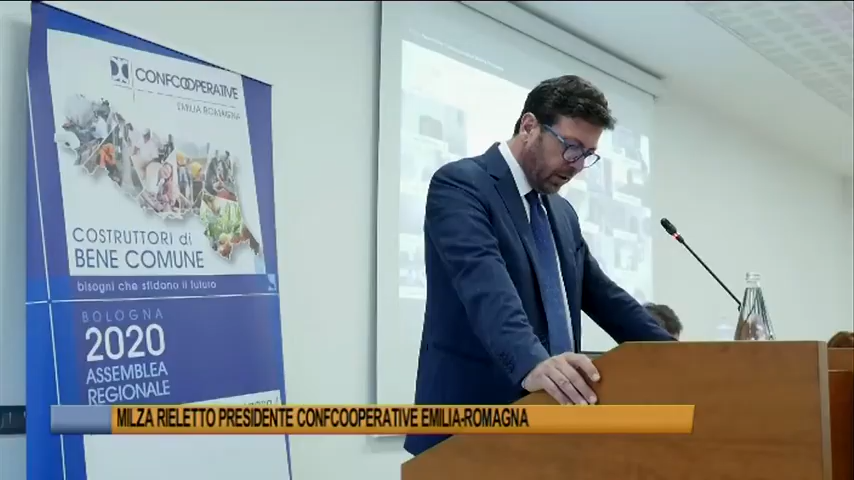 CONFCOOPERATIVE
EMILIA ROMAGNA
COSTRUTTORI di
BENE COMUNE
bisogni che sfidano il futuro
BOLOGNA
2020
ASSEMBLEA
REGIONALE
MILZA RIELETTO PRESIDENTE CONFCOOPERATIVE EMILIA-ROMAGNA